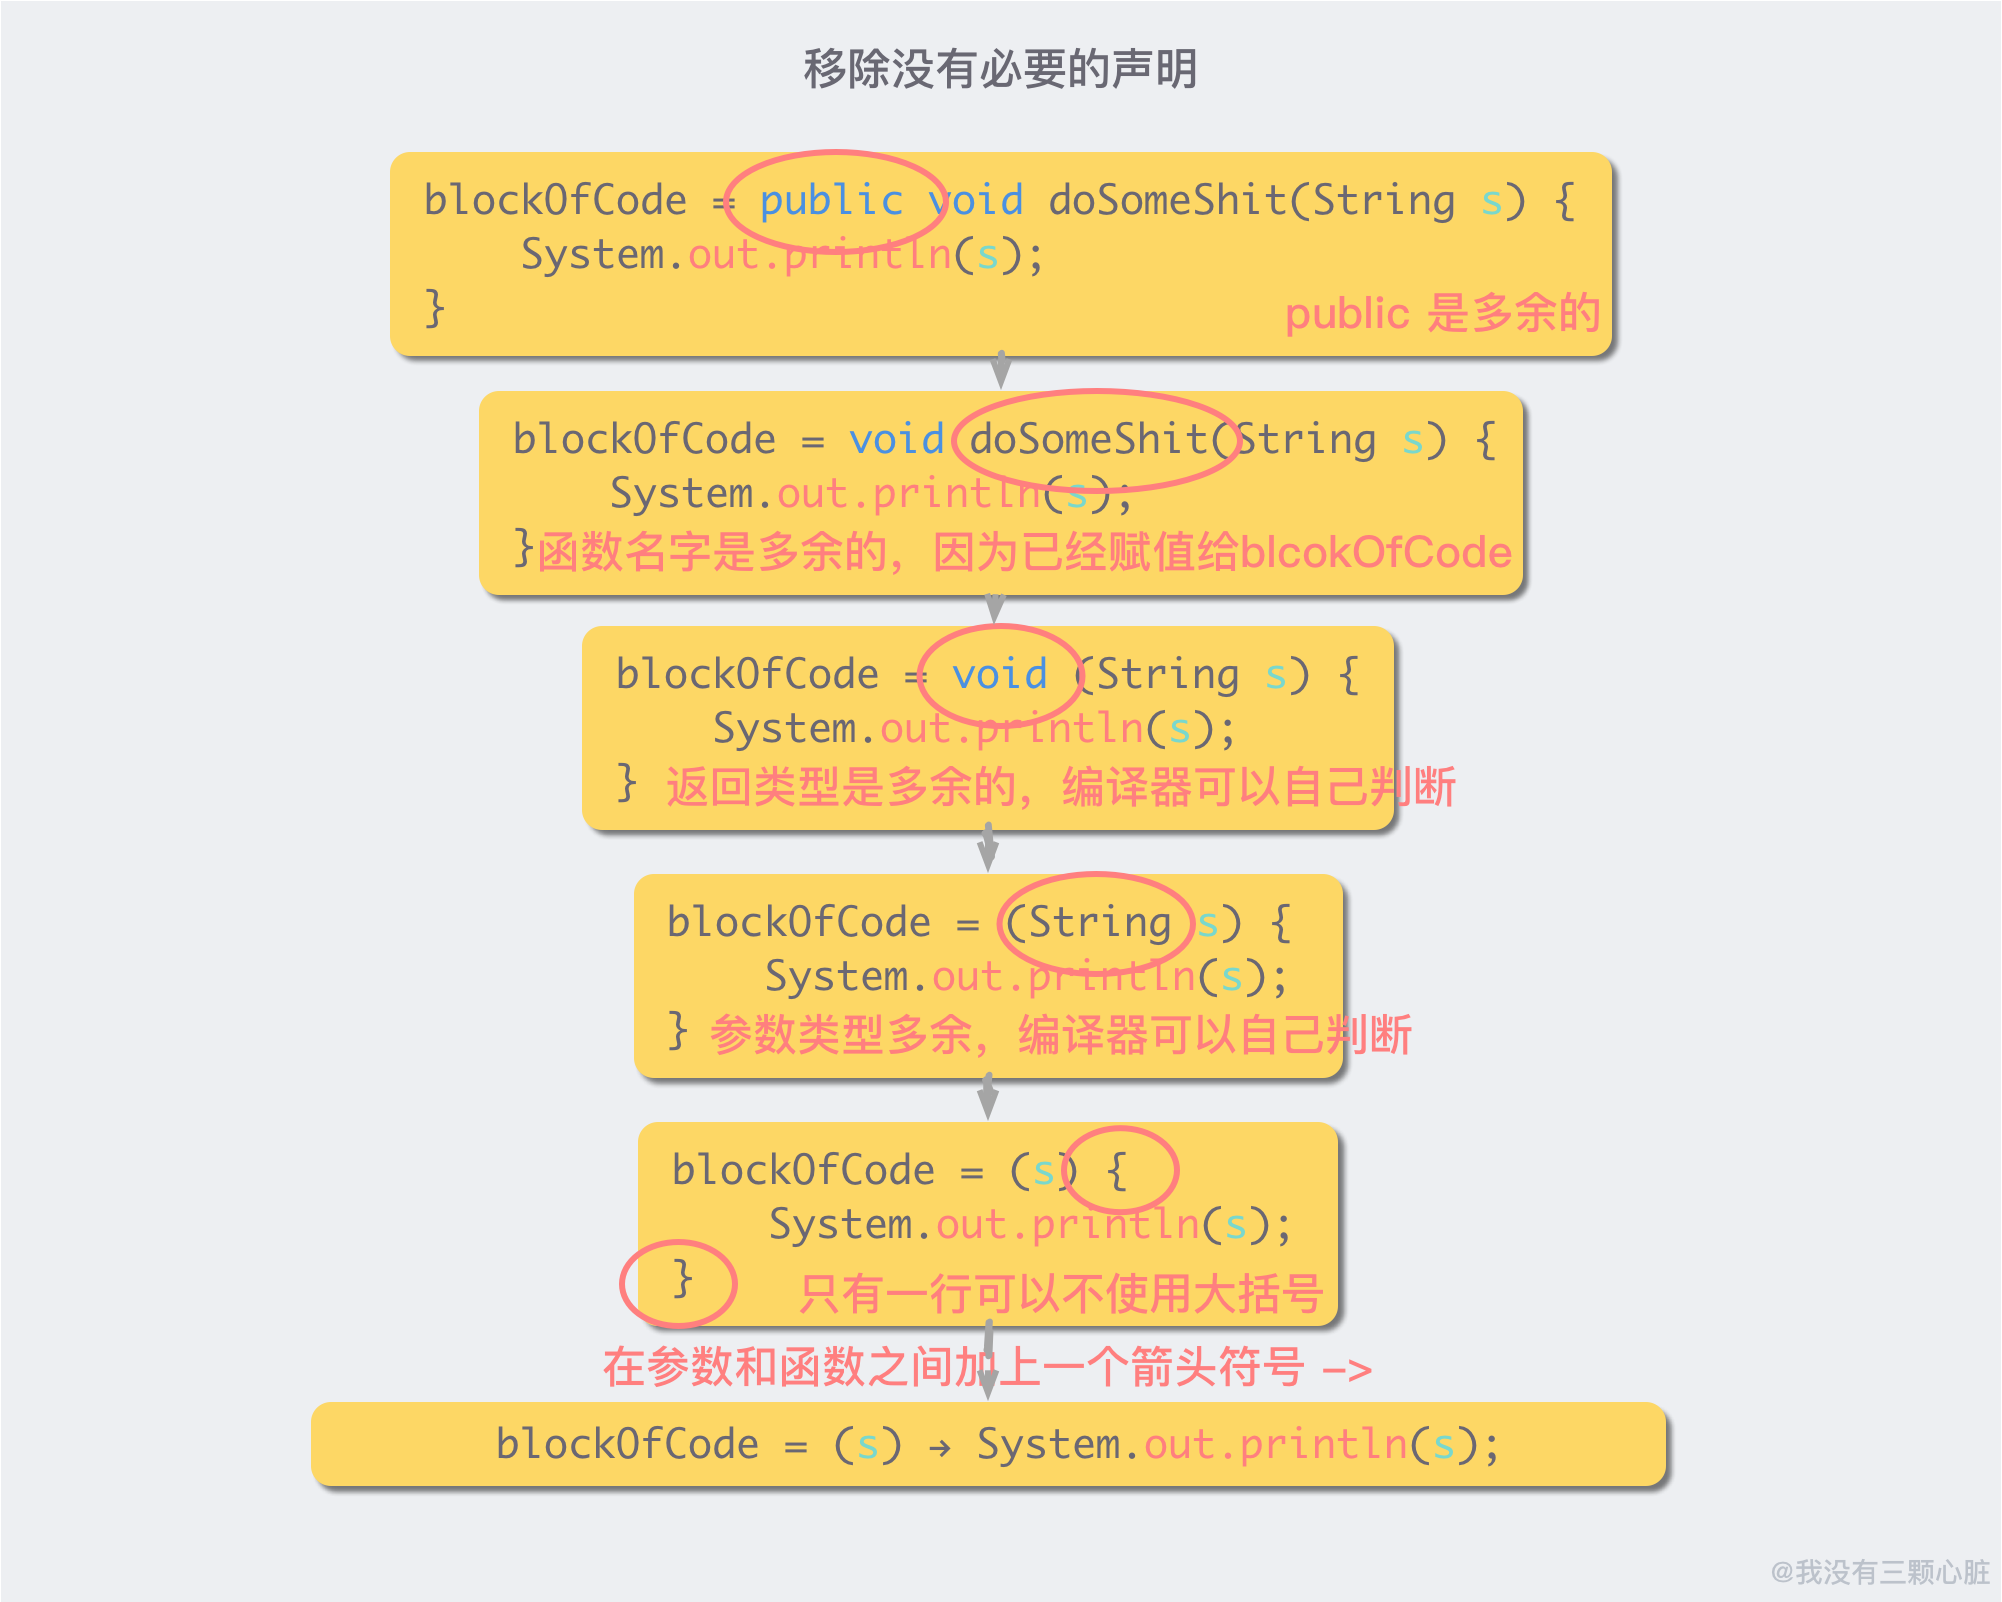 移除没有必要的声明
blockOfCode = public void doSomeShit(String s) {
System.out.println(s);
}
public 是多余的
blockOfCode = void doSomeShit(String s) {
System.out.println(s);
}函数名字是多余的，因为已经赋值给blcokOfCode
blockOfCode = void (String s) {
System.out.println(s);
} 返回类型是多余的，编译器可以自己判断
blockOfCode = (String s) {
System.out.println(s);
} 参数类型多余，编译器可以自己判断
blockOfCode = (s) {
System.out.println(s);
}
只有一行可以不使用大括号
在参数和函数之间加上一个箭头符号 ->
blockOfCode = (s) → System.out.println(s);
@我没有三颗心脏